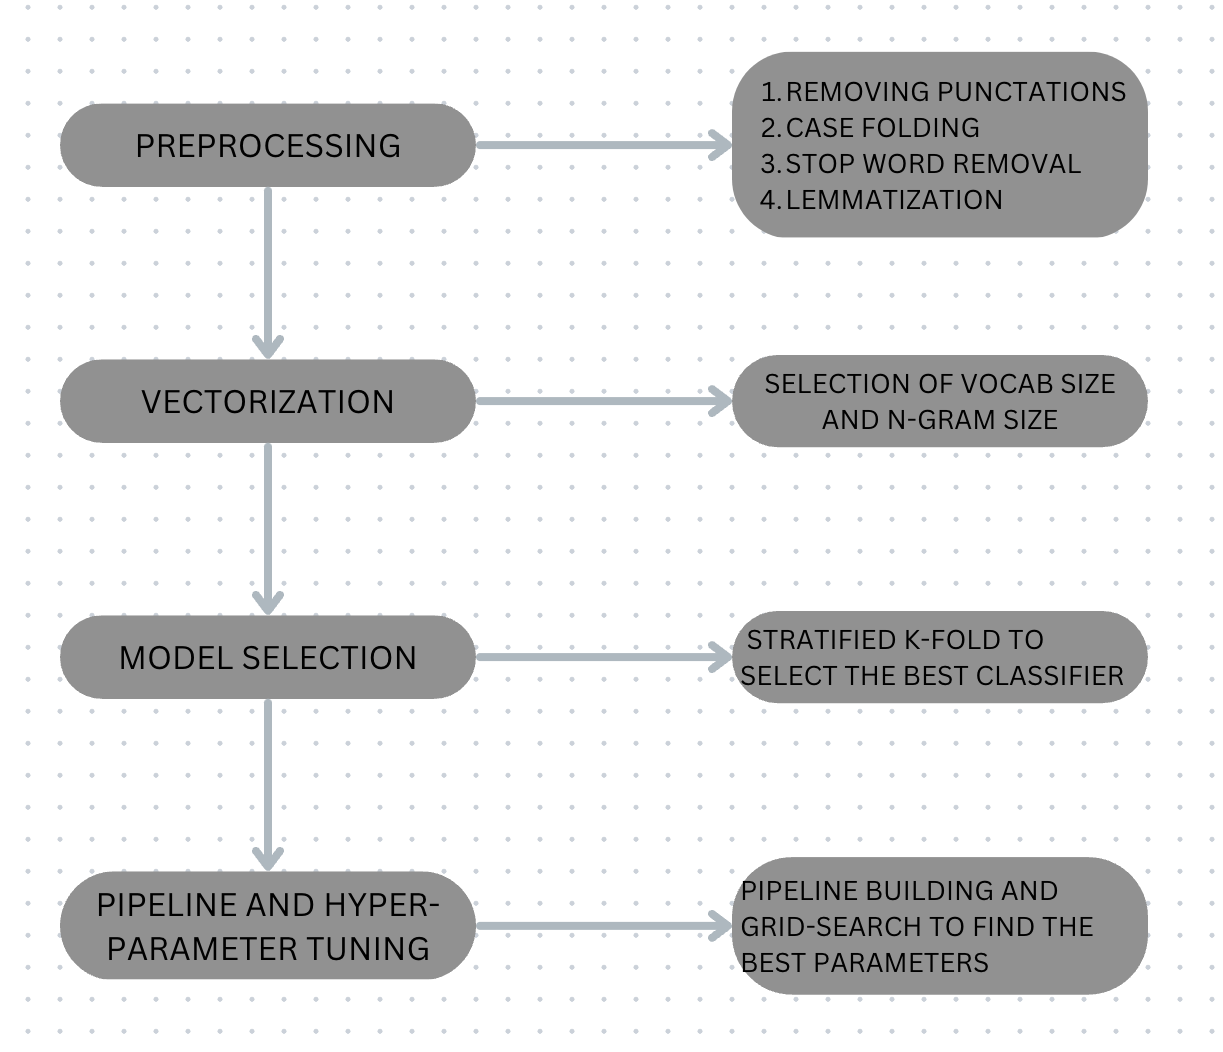 PREPROCESSING
1. REMOVING PUNCTATIONS
2. CASE FOLDING
3. STOP WORD REMOVAL
4. LEMMATIZATION
VECTORIZATION
SELECTION OF VOCAB SIZE
AND N-GRAM SIZE
MODEL SELECTION
STRATIFIED K-FOLD TO
SELECT THE BEST CLASSIFIER
PIPELINE AND HYPER-
PARAMETER TUNING
PIPELINE BUILDING AND
GRID-SEARCH TO FIND THE
BEST PARAMETERS